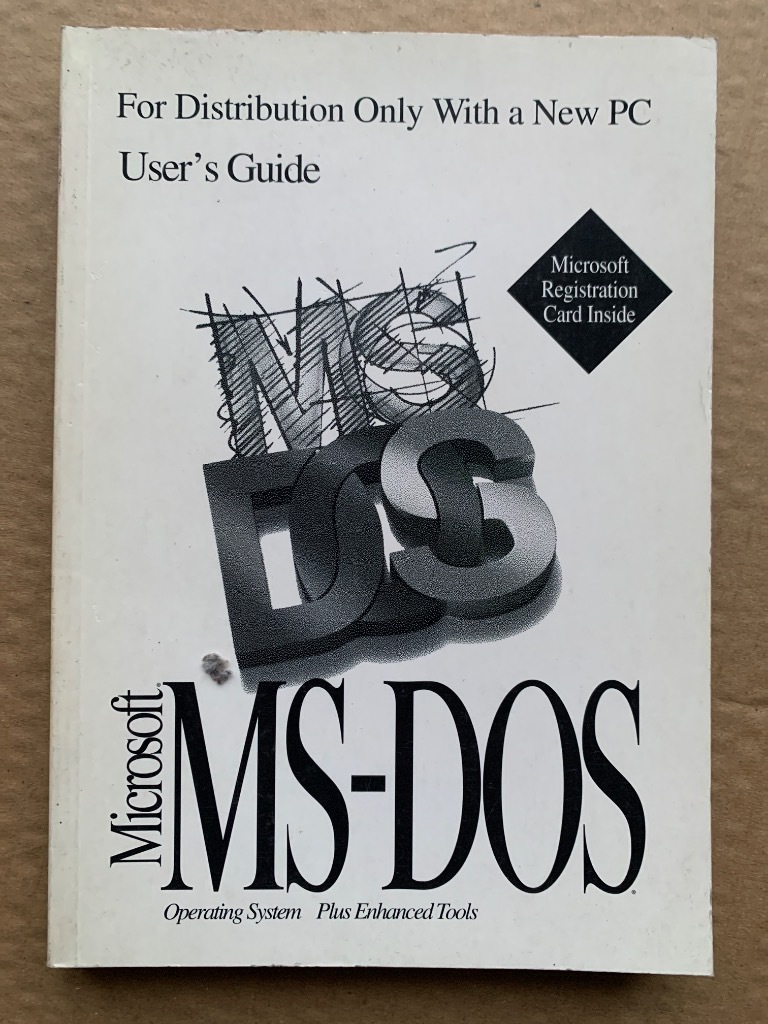 For Distribution Only With a New PC
User's Guide
Microsoft
Registration
Card Inside
MS
DOS
Microsoft®
MS-DOS®
Operating System Plus Enhanced Tools